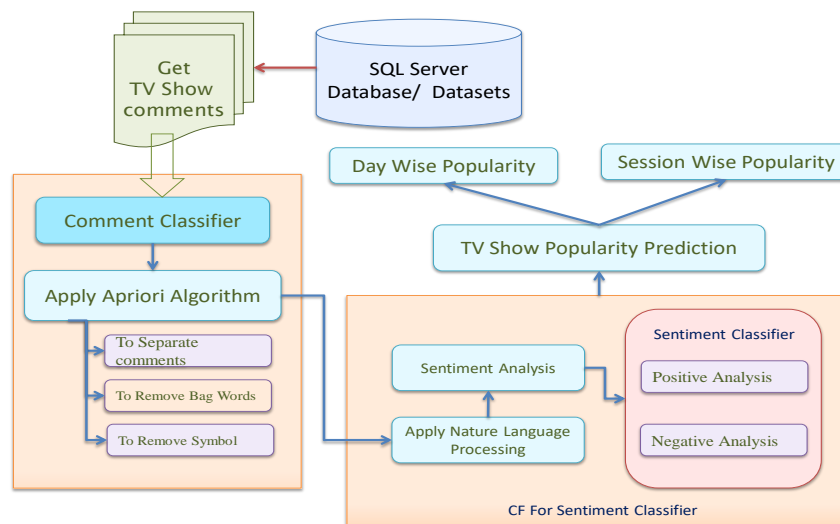 Get
TV Show
comments
SQL Server
Database/ Datasets
Day Wise Popularity
Session Wise Popularity
Comment Classifier
TV Show Popularity Prediction
Apply Apriori Algorithm
To Separate
comments
To Remove Bag Words
To Remove Symbol
Sentiment Classifier
Sentiment Analysis
Positive Analysis
Apply Nature Language
Processing
Negative Analysis
CF For Sentiment Classifier